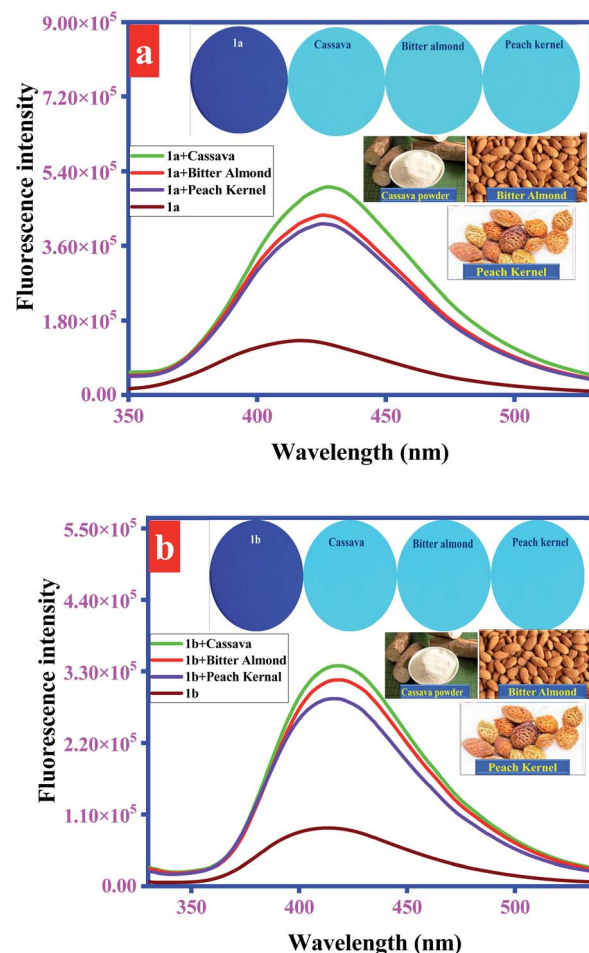 9.00×10⁵
a
1a
Cassava
Bitter almond
Peach kernel
7.20×10⁵
1a+Cassava
1a+Bitter Almond
1a+Peach Kernel
1a
5.40×10⁵
Cassava powder
Bitter Almond
Peach Kernel
3.60×10⁵
1.80×10⁵
0.00
Fluorescence intensity
350
400
450
500
Wavelength (nm)
5.50×10⁵
b
1b
Cassava
Bitter almond
Peach kernel
4.40×10⁵
1b+Cassava
1b+Bitter Almond
1b+Peach Kernal
1b
3.30×10⁵
Cassava powder
Bitter Almond
Peach Kernel
2.20×10⁵
1.10×10⁵
0.00
Fluorescence intensity
350
400
450
500
Wavelength (nm)